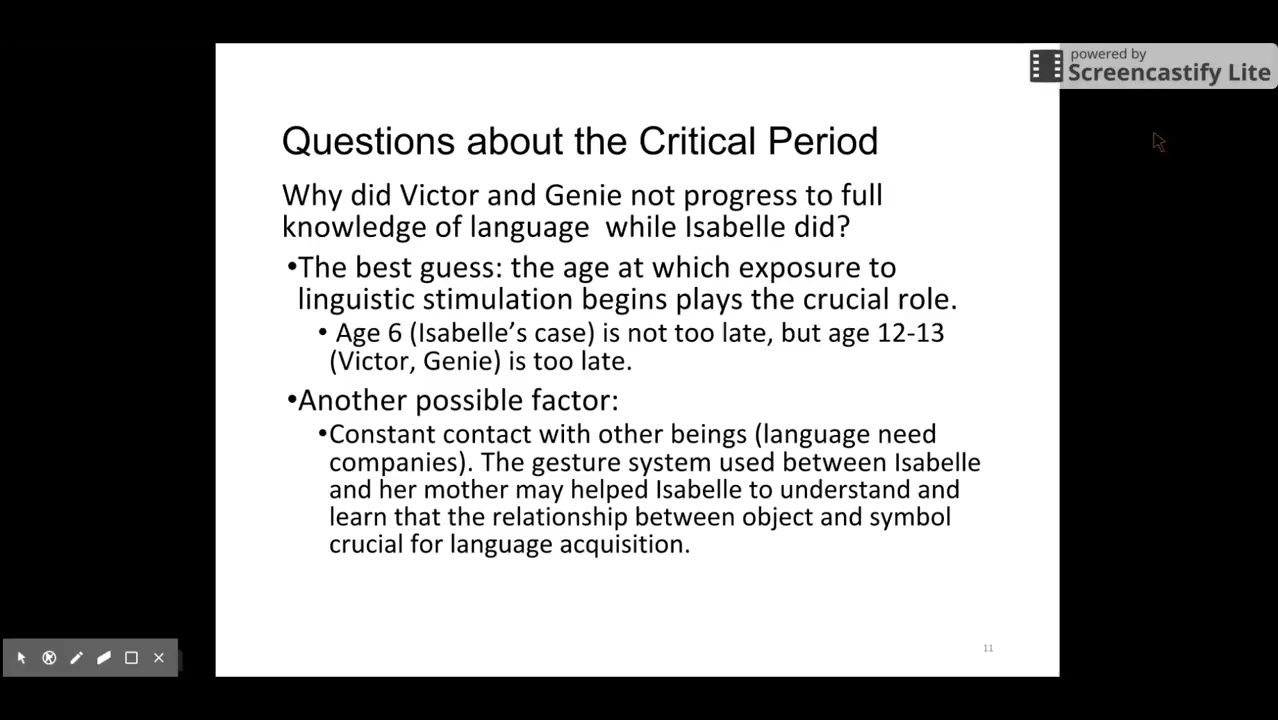 powered by
Screencastify Lite
Questions about the Critical Period
Why did Victor and Genie not progress to full
knowledge of language  while Isabelle did?
•The best guess: the age at which exposure to
linguistic stimulation begins plays the crucial role.
• Age 6 (Isabelle’s case) is not too late, but age 12-13
(Victor, Genie) is too late.
•Another possible factor:
•Constant contact with other beings (language need
companies). The gesture system used between Isabelle
and her mother may helped Isabelle to understand and
learn that the relationship between object and symbol
crucial for language acquisition.
11